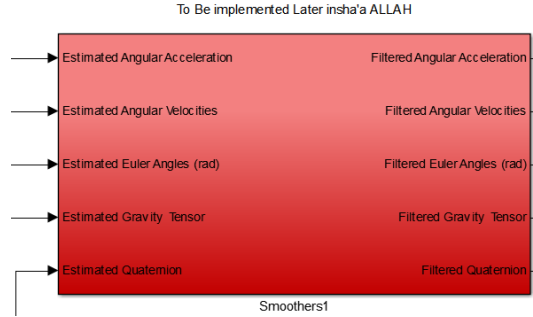 To Be implemented Later insha'a ALLAH
Estimated Angular Acceleration
Filtered Angular Acceleration
Estimated Angular Velocities
Filtered Angular Velocities
Estimated Euler Angles (rad)
Filtered Euler Angles (rad)
Estimated Gravity Tensor
Filtered Gravity Tensor
Estimated Quaternion
Filtered Quaternion
Smoothers1